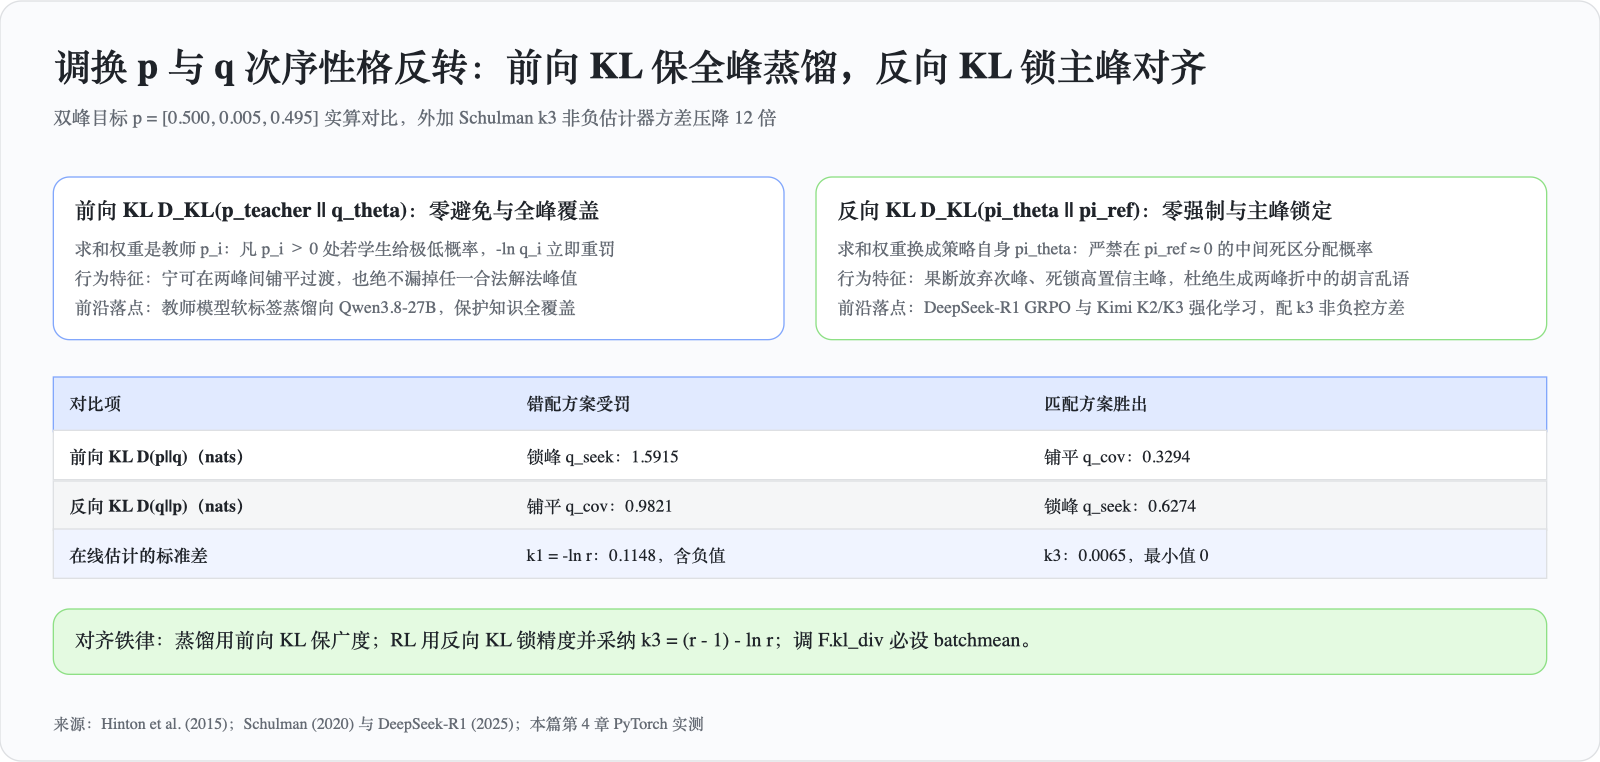 调换 p 与 q 次序性格反转：前向 KL 保全峰蒸馏，反向 KL 锁主峰对齐
双峰目标 p = [0.500, 0.005, 0.495] 实算对比，外加 Schulman k3 非负估计器方差压降 12 倍
前向 KL D_KL(p_teacher || q_theta)：零避免与全峰覆盖
求和权重是教师 p_i：凡 p_i > 0 处若学生给极低概率，-ln q_i 立即重罚
行为特征：宁可在两峰间铺平过渡，也绝不漏掉任一合法解法峰值
前沿落点：教师模型软标签蒸馏向 Qwen3.8-27B，保护知识全覆盖
反向 KL D_KL(pi_theta || pi_ref)：零强制与主峰锁定
求和权重换成策略自身 pi_theta：严禁在 pi_ref ≈ 0 的中间死区分配概率
行为特征：果断放弃次峰、死锁高置信主峰，杜绝生成两峰折中的胡言乱语
前沿落点：DeepSeek-R1 GRPO 与 Kimi K2/K3 强化学习，配 k3 非负控方差
对比项 错配方案受罚 匹配方案胜出
前向 KL D(p||q)（nats） 锁峰 q_seek：1.5915 铺平 q_cov：0.3294
反向 KL D(q||p)（nats） 铺平 q_cov：0.9821 锁峰 q_seek：0.6274
在线估计的标准差 k1 = -ln r：0.1148，含负值 k3：0.0065，最小值 0
对齐铁律：蒸馏用前向 KL 保广度；RL 用反向 KL 锁精度并采纳 k3 = (r - 1) - ln r；调 F.kl_div 必设 batchmean。
来源：Hinton et al. (2015)；Schulman (2020) 与 DeepSeek-R1 (2025)；本篇第 4 章 PyTorch 实测